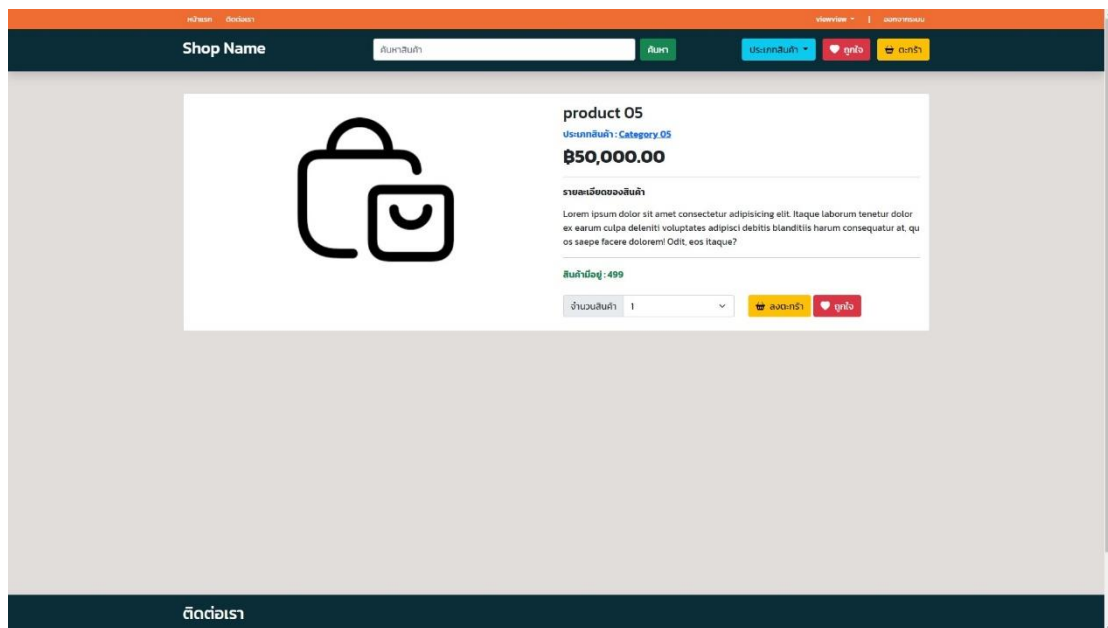 หน้าแรก ติดต่อเรา viewview | ออกจากระบบ
Shop Name ค้นหาสินค้า ค้นหา ประเภทสินค้า ถูกใจ ตะกร้า
product 05
ประเภทสินค้า : Category 05
฿50,000.00
รายละเอียดของสินค้า
Lorem ipsum dolor sit amet consectetur adipisicing elit. Itaque laborum tenetur dolor
ex earum culpa deleniti voluptates adipisci debitis blanditiis harum consequatur at, qu
os saepe facere dolorem! Odit, eos itaque?
สินค้ามีอยู่ : 499
จำนวนสินค้า 1 ลงตะกร้า ถูกใจ
ติดต่อเรา